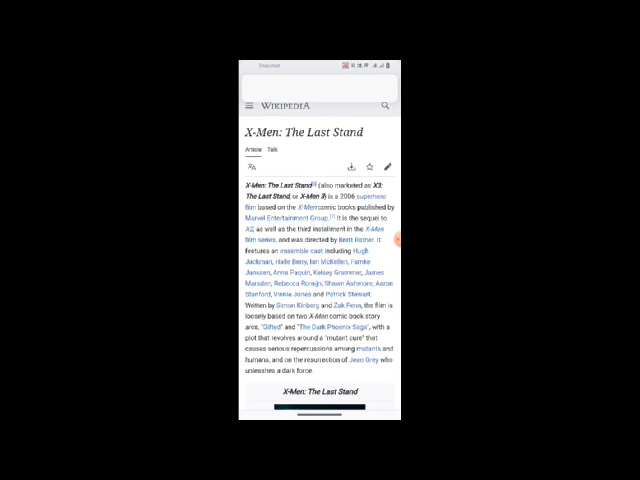 Snapchat
WIKIPEDIA
X-Men: The Last Stand
Article Talk
X-Men: The Last Stand (also marketed as X3:
The Last Stand, or X-Men 3) is a 2006 superhero
film based on the X-Men comic books published by
Marvel Entertainment Group. It is the sequel to
X2, as well as the third installment in the X-Men
film series, and was directed by Brett Ratner. It
features an ensemble cast including Hugh
Jackman, Halle Berry, Ian McKellen, Famke
Janssen, Anna Paquin, Kelsey Grammer, James
Marsden, Rebecca Romijn, Shawn Ashmore, Aaron
Stanford, Vinnie Jones and Patrick Stewart.
Written by Simon Kinberg and Zak Penn, the film is
loosely based on two X-Men comic book story
arcs, "Gifted" and "The Dark Phoenix Saga", with a
plot that revolves around a "mutant cure" that
causes serious repercussions among mutants and
humans, and on the resurrection of Jean Grey who
unleashes a dark force.
X-Men: The Last Stand